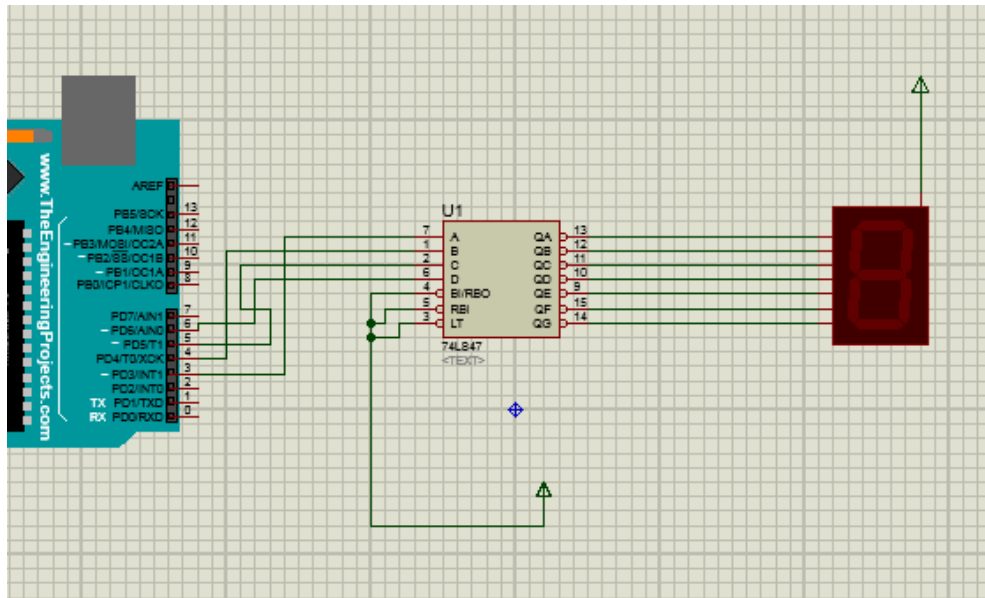 www.TheEngineeringProjects.com
AREF
PB5/SCK 13
PB4/MISO 12
~PB3/MOSI/OC2A 11
~PB2/SS/OC1B 10
~PB1/OC1A 9
PB0/ICP1/CLKO 8
PD7/AIN1 7
~PD6/AIN0 6
~PD5/T1 5
PD4/T0/XCK 4
~PD3/INT1 3
PD2/INT0 2
TX PD1/TXD 1
RX PD0/RXD 0
U1
7 A QA 13
1 B QB 12
2 C QC 11
6 D QD 10
4 BI/RBO QE 9
5 RBI QF 15
3 LT QG 14
74LS47
<TEXT>